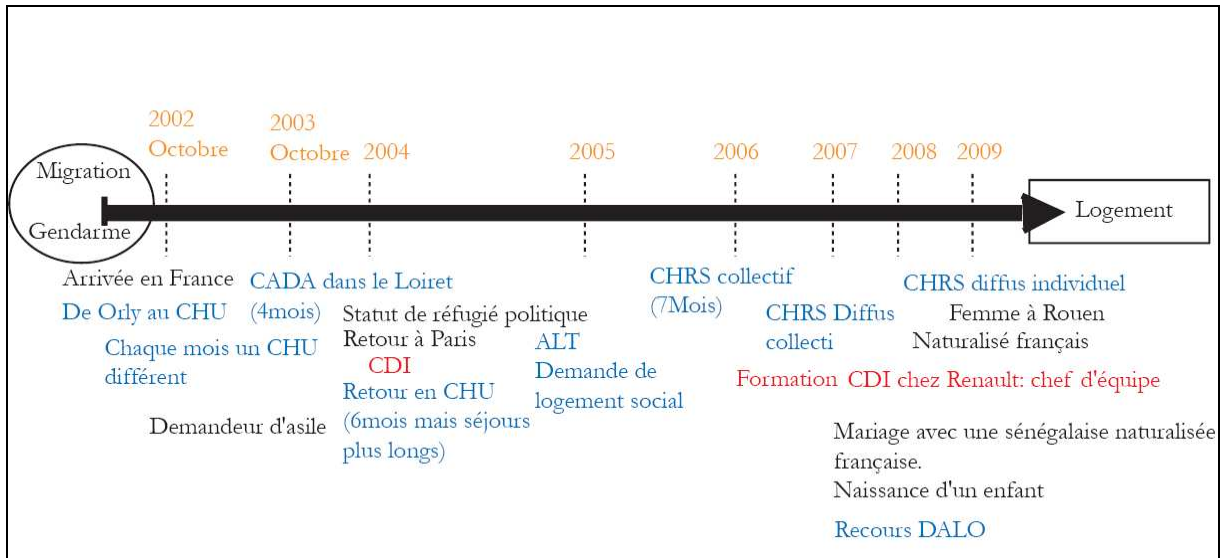 2002
Octobre
2003
Octobre
2004
2005
2006
2007
2008
2009
Migration
Gendarme
Logement
Arrivée en France
De Orly au CHU
Chaque mois un CHU
différent
Demandeur d'asile
CADA dans le Loiret
(4mois)
Statut de réfugié politique
Retour à Paris
CDI
Retour en CHU
(6mois mais séjours
plus longs)
ALT
Demande de
logement social
CHRS collectif
(7Mois)
CHRS Diffus
collecti
Formation
CHRS diffus individuel
Femme à Rouen
Naturalisé français
CDI chez Renault: chef d'équipe
Mariage avec une sénégalaise naturalisée
française.
Naissance d'un enfant
Recours DALO